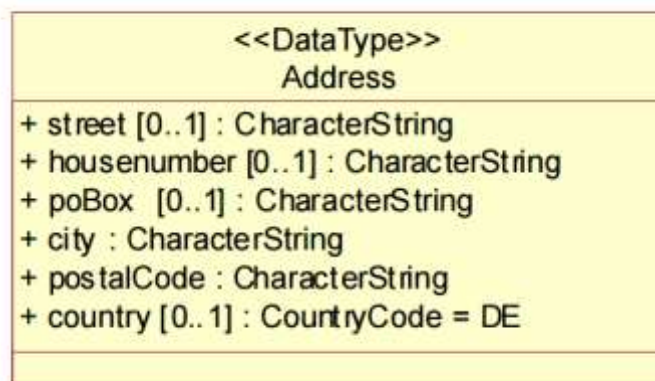 <<DataType>>
Address
+ street [0..1] : CharacterString
+ housenumber [0..1] : CharacterString
+ poBox [0..1] : CharacterString
+ city : CharacterString
+ postalCode : CharacterString
+ country [0..1] : CountryCode = DE